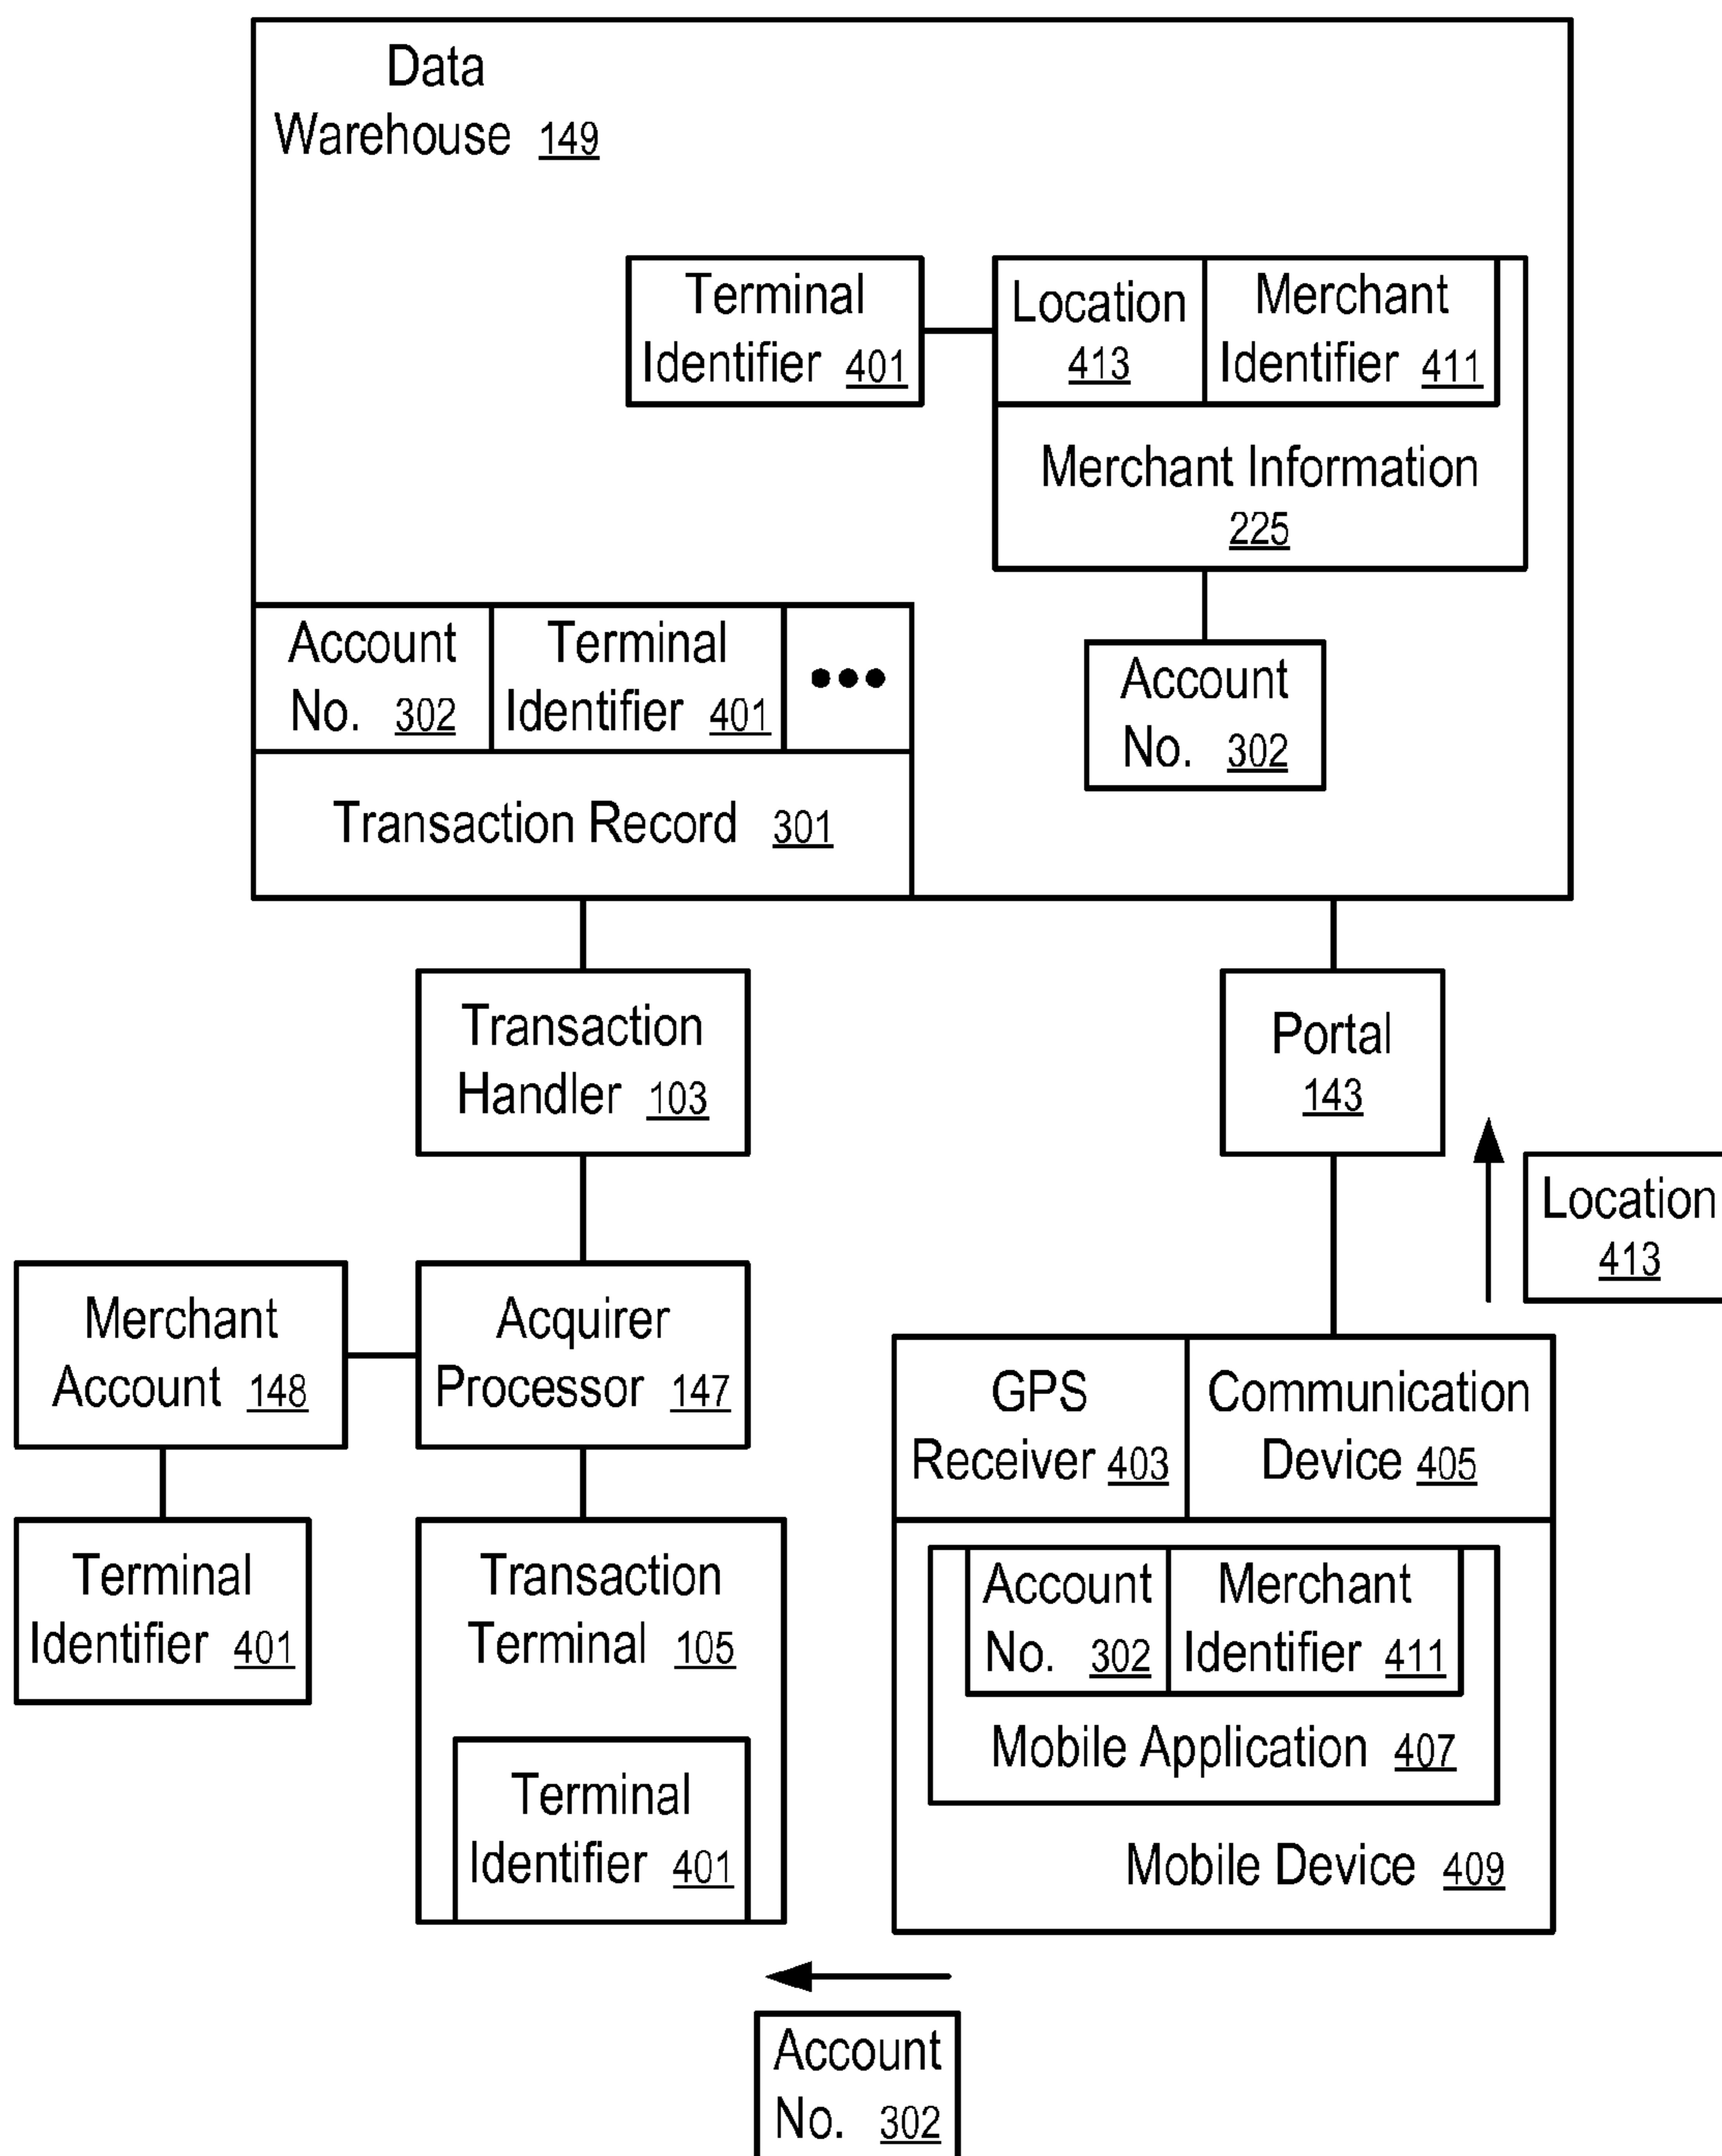 Data
Warehouse 149
Terminal
Identifier 401
Location
413
Merchant
Identifier 411
Merchant Information
225
Account
No. 302
Terminal
Identifier 401
•••
Transaction Record 301
Account
No. 302
Transaction
Handler 103
Portal
143
Location
413
Merchant
Account 148
Acquirer
Processor 147
GPS
Receiver 403
Communication
Device 405
Terminal
Identifier 401
Transaction
Terminal 105
Terminal
Identifier 401
Account
No. 302
Merchant
Identifier 411
Mobile Application 407
Mobile Device 409
Account
No. 302